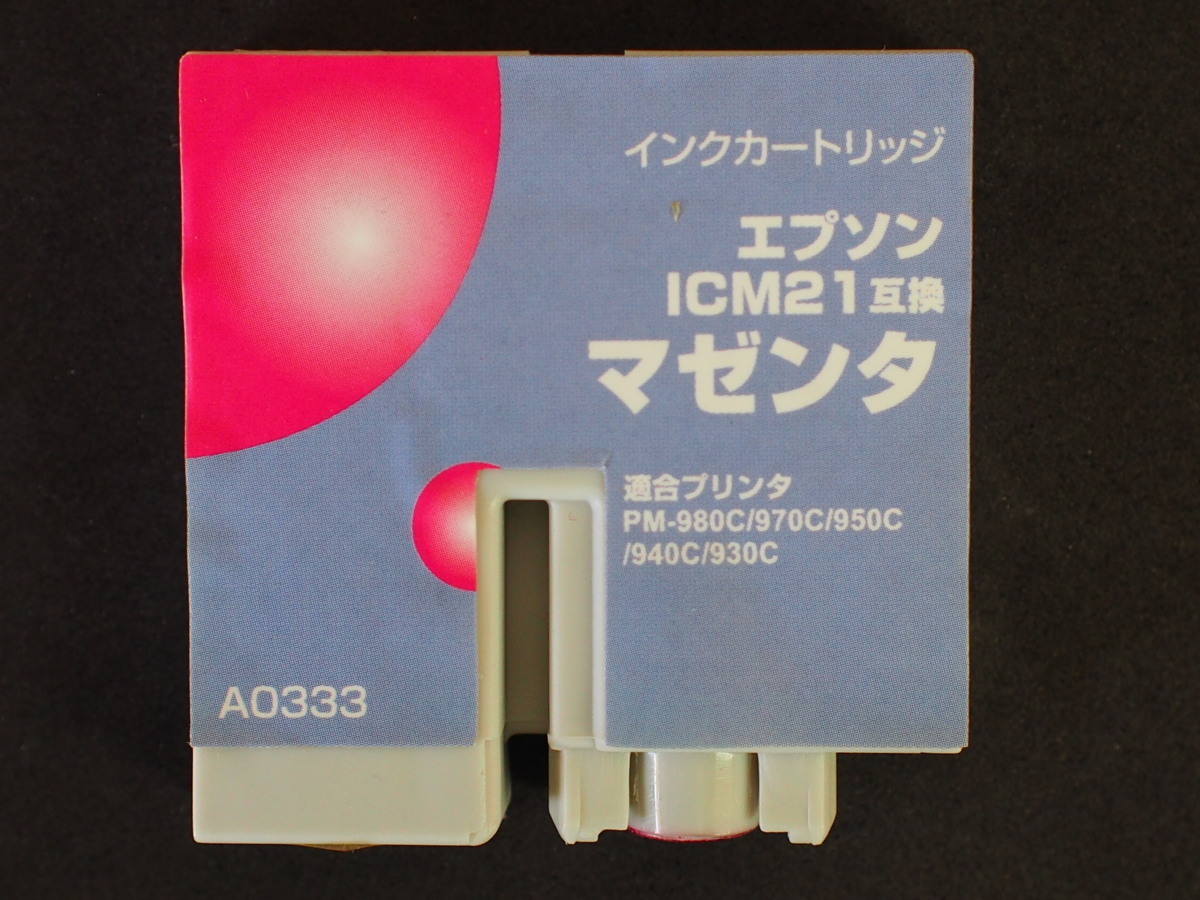 インクカートリッジ
エプソン
ICM21互換
マゼンタ
適合プリンタ
PM-980C/970C/950C
/940C/930C
A0333